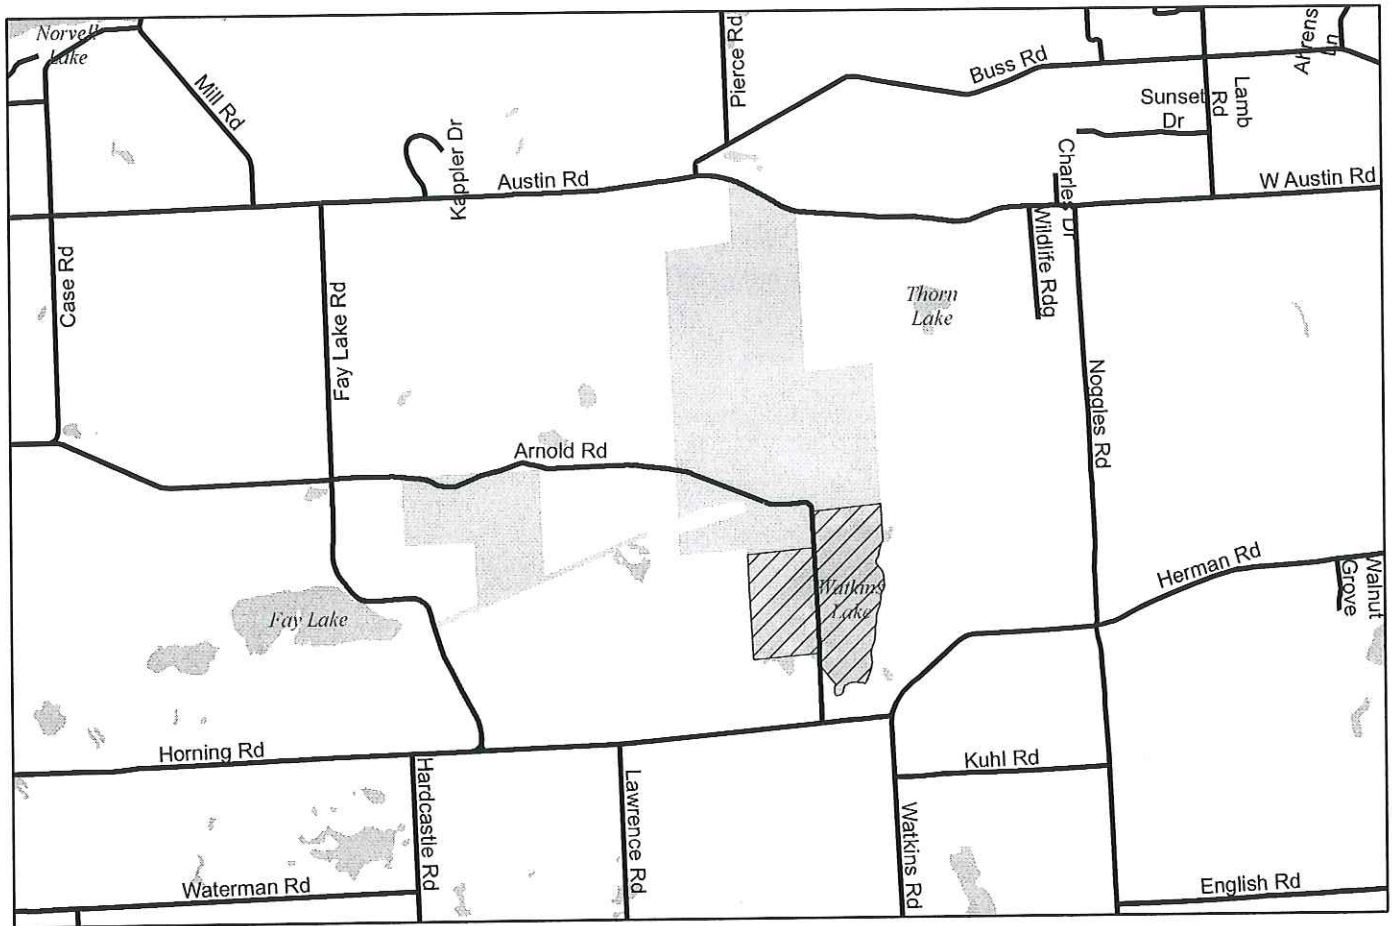 Norvell
Lake
Mill Rd
Pierce Rd
Buss Rd
Ahrens
Ln
Sunset
Dr
Lamb
Rd
Kappler Dr
Austin Rd
Charles Dr
W Austin Rd
Case Rd
Fay Lake Rd
Wildlife Rdg
Thorn
Lake
Noggles Rd
Arnold Rd
Herman Rd
Walnut
Grove
Watkins
Lake
Fay Lake
Horning Rd
Kuhl Rd
Hardcastle Rd
Lawrence Rd
Watkins Rd
Waterman Rd
English Rd